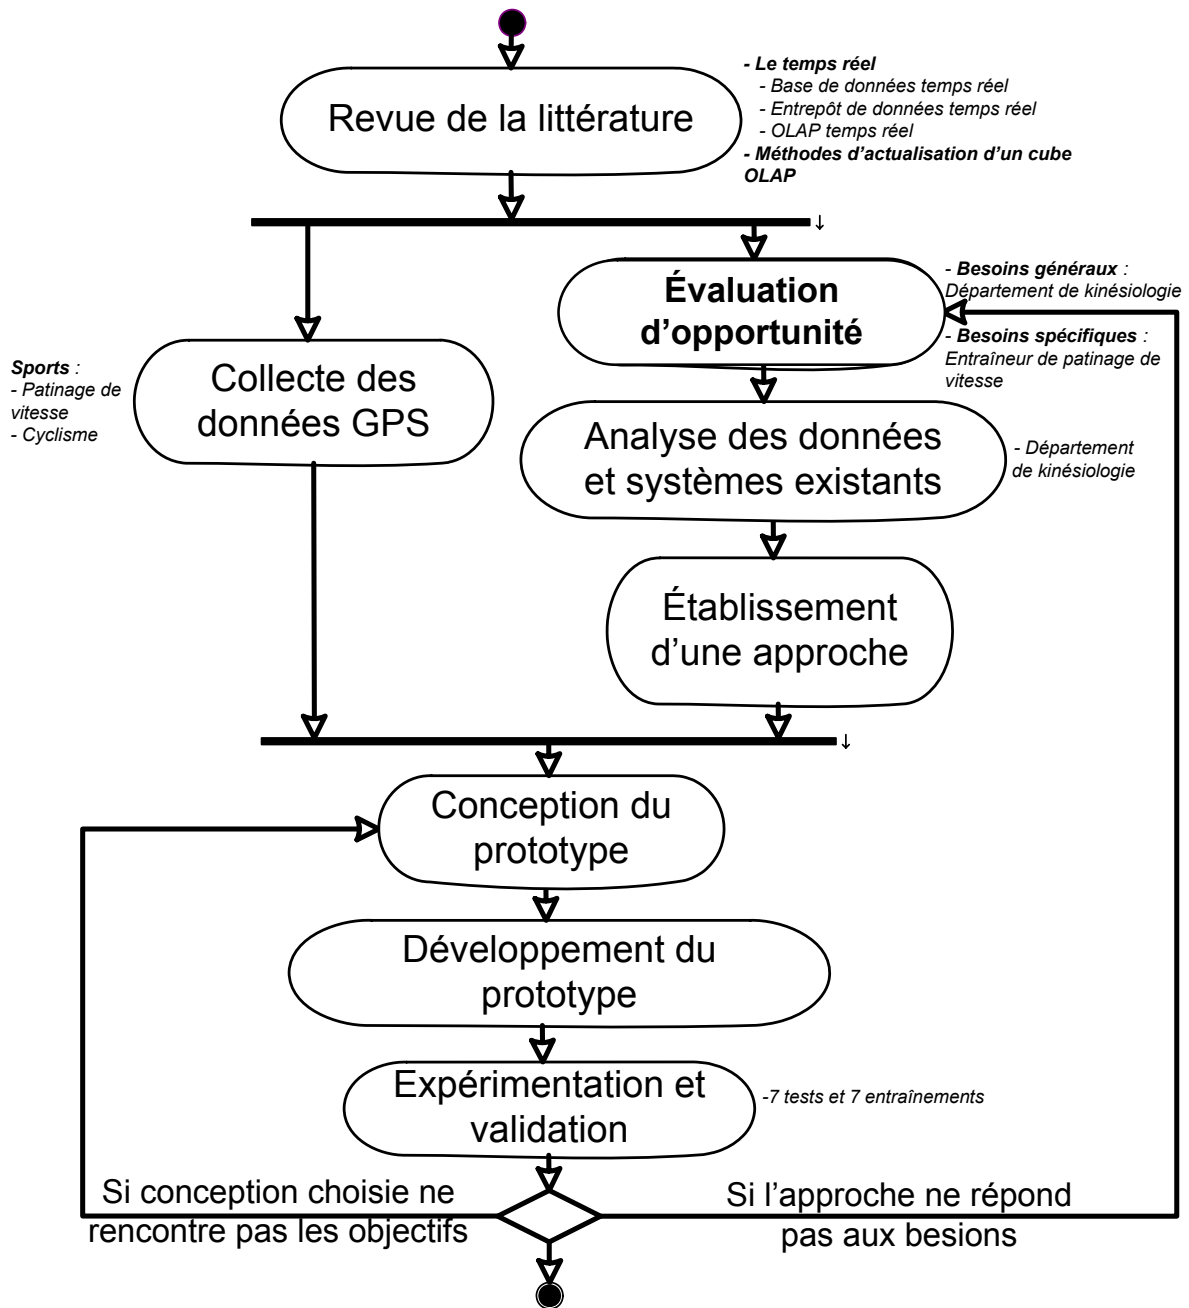 Revue de la littérature
- Le temps réel
- Base de données temps réel
- Entrepôt de données temps réel
- OLAP temps réel
- Méthodes d'actualisation d'un cube
OLAP
↓
Évaluation
d'opportunité
- Besoins généraux :
Département de kinésiologie
- Besoins spécifiques :
Entraîneur de patinage de
vitesse
Sports :
- Patinage de
vitesse
- Cyclisme
Collecte des
données GPS
Analyse des données
et systèmes existants
- Département
de kinésiologie
Établissement
d'une approche
↓
Conception du
prototype
Développement du
prototype
Expérimentation et
validation
-7 tests et 7 entraînements
Si conception choisie ne
rencontre pas les objectifs
Si l'approche ne répond
pas aux besions